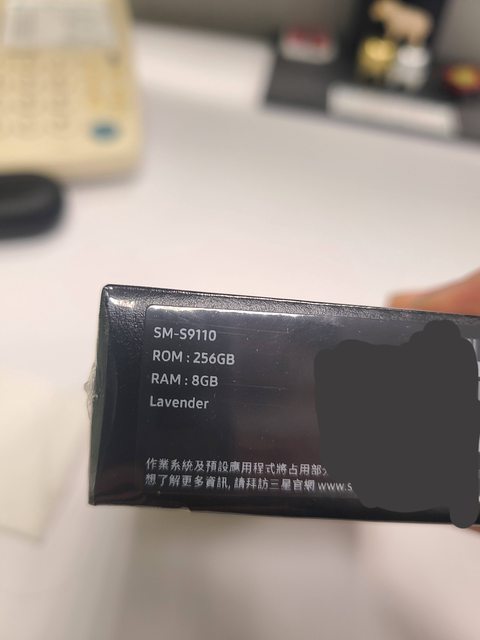 SM-S9110
ROM : 256GB
RAM : 8GB
Lavender
作業系統及預設應用程式將占用部
想了解更多資訊, 請拜訪三星官網 www.s